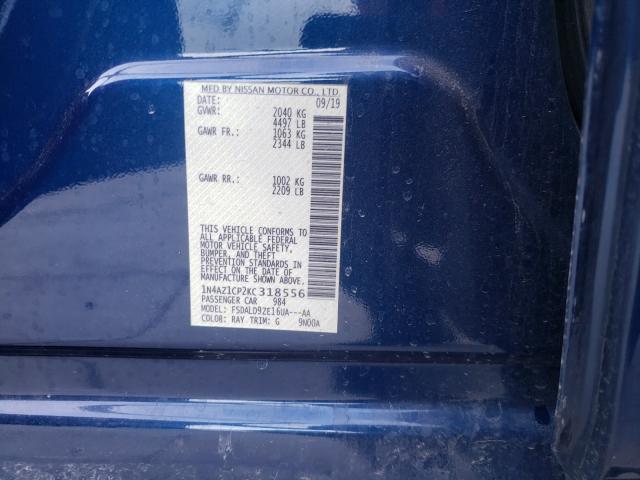 MFD BY NISSAN MOTOR CO., LTD.
DATE: 09/19
GVWR: 2040 KG
4497 LB
GAWR FR.: 1063 KG
2344 LB
GAWR RR.: 1002 KG
2209 LB
THIS VEHICLE CONFORMS TO
ALL APPLICABLE FEDERAL
MOTOR VEHICLE SAFETY,
BUMPER, AND THEFT
PREVENTION STANDARDS IN
EFFECT ON THE DATE OF
MANUFACTURE SHOWN ABOVE.
1N4AZ1CP2KC318556
PASSENGER CAR 984
MODEL: FSDALD9ZE16UA---AA
COLOR: RAY TRIM: G 9N00A